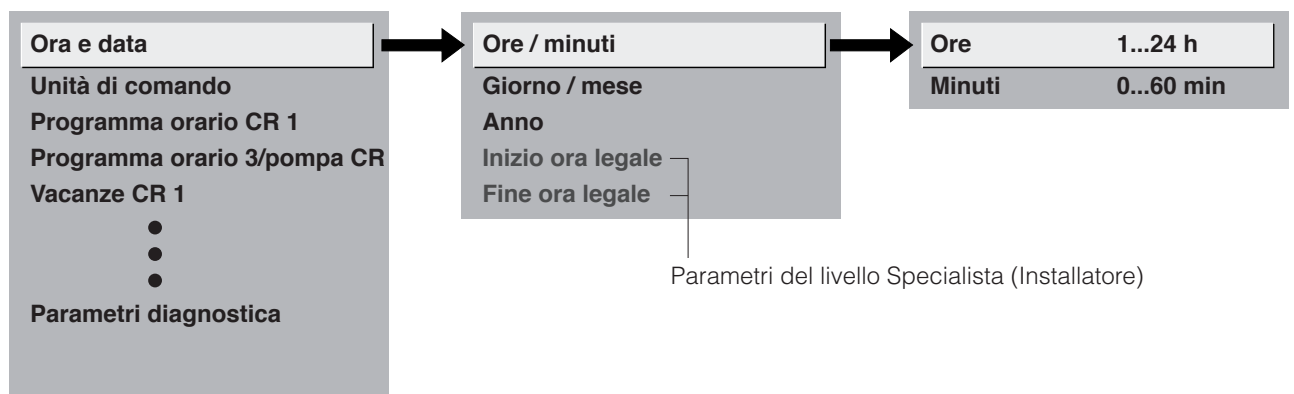 Ora e data
Unità di comando
Programma orario CR 1
Programma orario 3/pompa CR
Vacanze CR 1
Parametri diagnostica
Ore / minuti
Giorno / mese
Anno
Inizio ora legale
Fine ora legale
Parametri del livello Specialista (Installatore)
Ore 1...24 h
Minuti 0...60 min